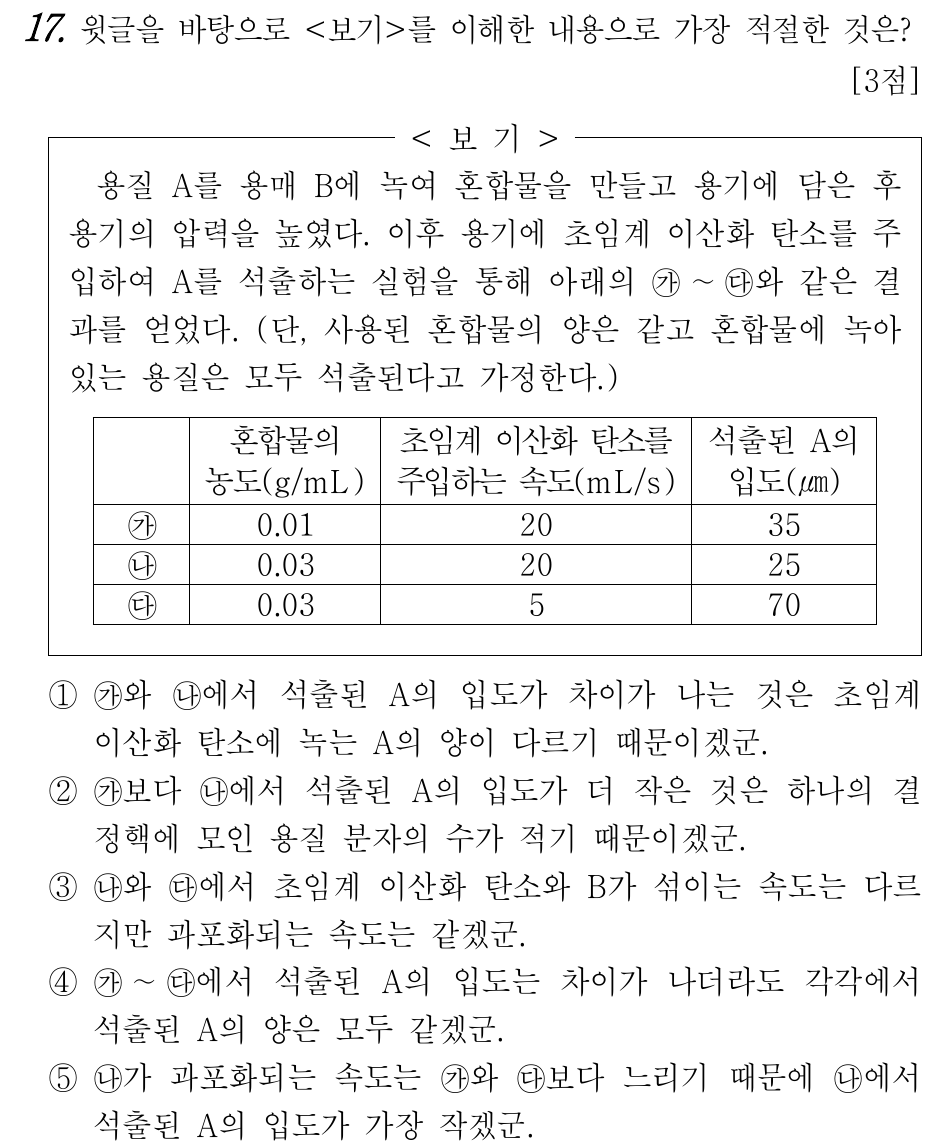 17. 윗글을 바탕으로 <보기>를 이해한 내용으로 가장 적절한 것은?
[3점]
< 보 기 >
용질 A를 용매 B에 녹여 혼합물을 만들고 용기에 담은 후
용기의 압력을 높였다. 이후 용기에 초임계 이산화 탄소를 주
입하여 A를 석출하는 실험을 통해 아래의 ㉮ ~ ㉰와 같은 결
과를 얻었다. (단, 사용된 혼합물의 양은 같고 혼합물에 녹아
있는 용질은 모두 석출된다고 가정한다.)
혼합물의 농도(g/mL) 초임계 이산화 탄소를 주입하는 속도(mL/s) 석출된 A의 입도(㎛)
㉮ 0.01 20 35
㉯ 0.03 20 25
㉰ 0.03 5 70
① ㉮와 ㉯에서 석출된 A의 입도가 차이가 나는 것은 초임계
이산화 탄소에 녹는 A의 양이 다르기 때문이겠군.
② ㉮보다 ㉯에서 석출된 A의 입도가 더 작은 것은 하나의 결
정핵에 모인 용질 분자의 수가 적기 때문이겠군.
③ ㉯와 ㉰에서 초임계 이산화 탄소와 B가 섞이는 속도는 다르
지만 과포화되는 속도는 같겠군.
④ ㉮ ~ ㉰에서 석출된 A의 입도는 차이가 나더라도 각각에서
석출된 A의 양은 모두 같겠군.
⑤ ㉯가 과포화되는 속도는 ㉮와 ㉰보다 느리기 때문에 ㉯에서
석출된 A의 입도가 가장 작겠군.